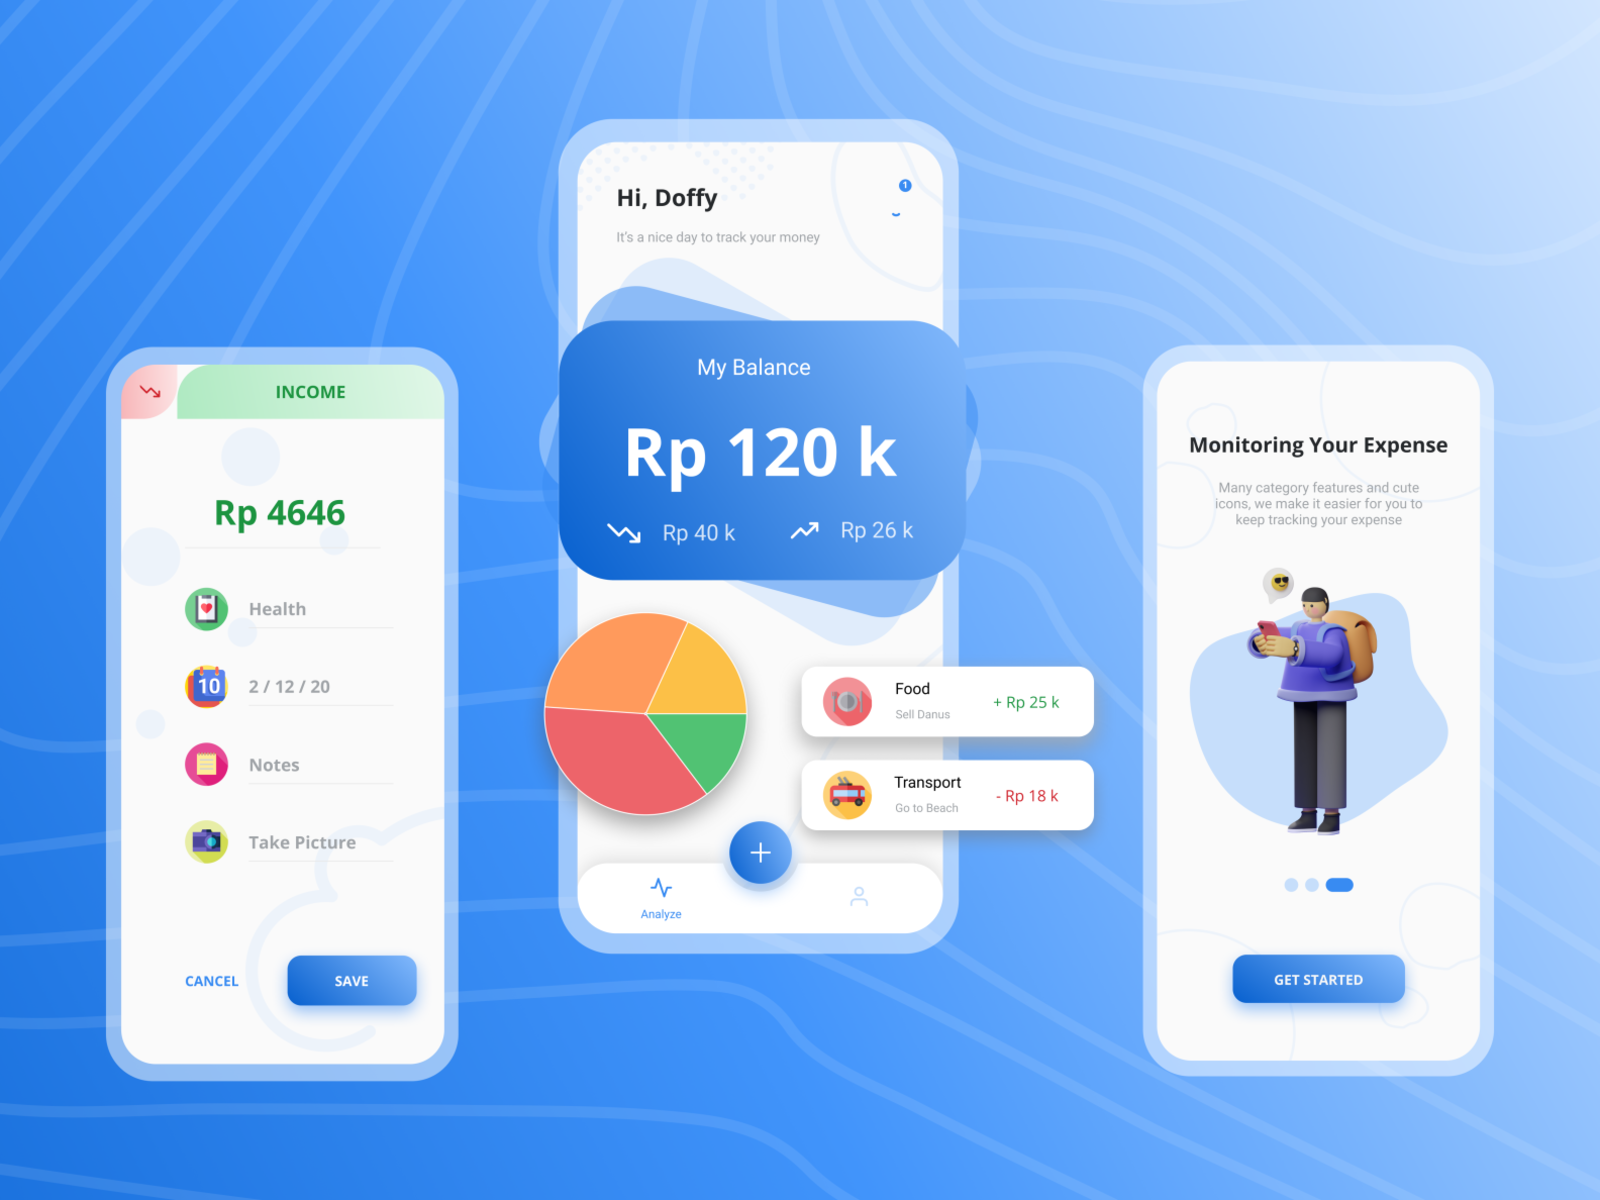 INCOME
Rp 4646
Health
10
2 / 12 / 20
Notes
Take Picture
CANCEL
SAVE
Hi, Doffy
1
It's a nice day to track your money
My Balance
Rp 120 k
Rp 40 k
Rp 26 k
Food
Sell Danus
+ Rp 25 k
Transport
Go to Beach
- Rp 18 k
Analyze
Monitoring Your Expense
Many category features and cute
icons, we make it easier for you to
keep tracking your expense
GET STARTED